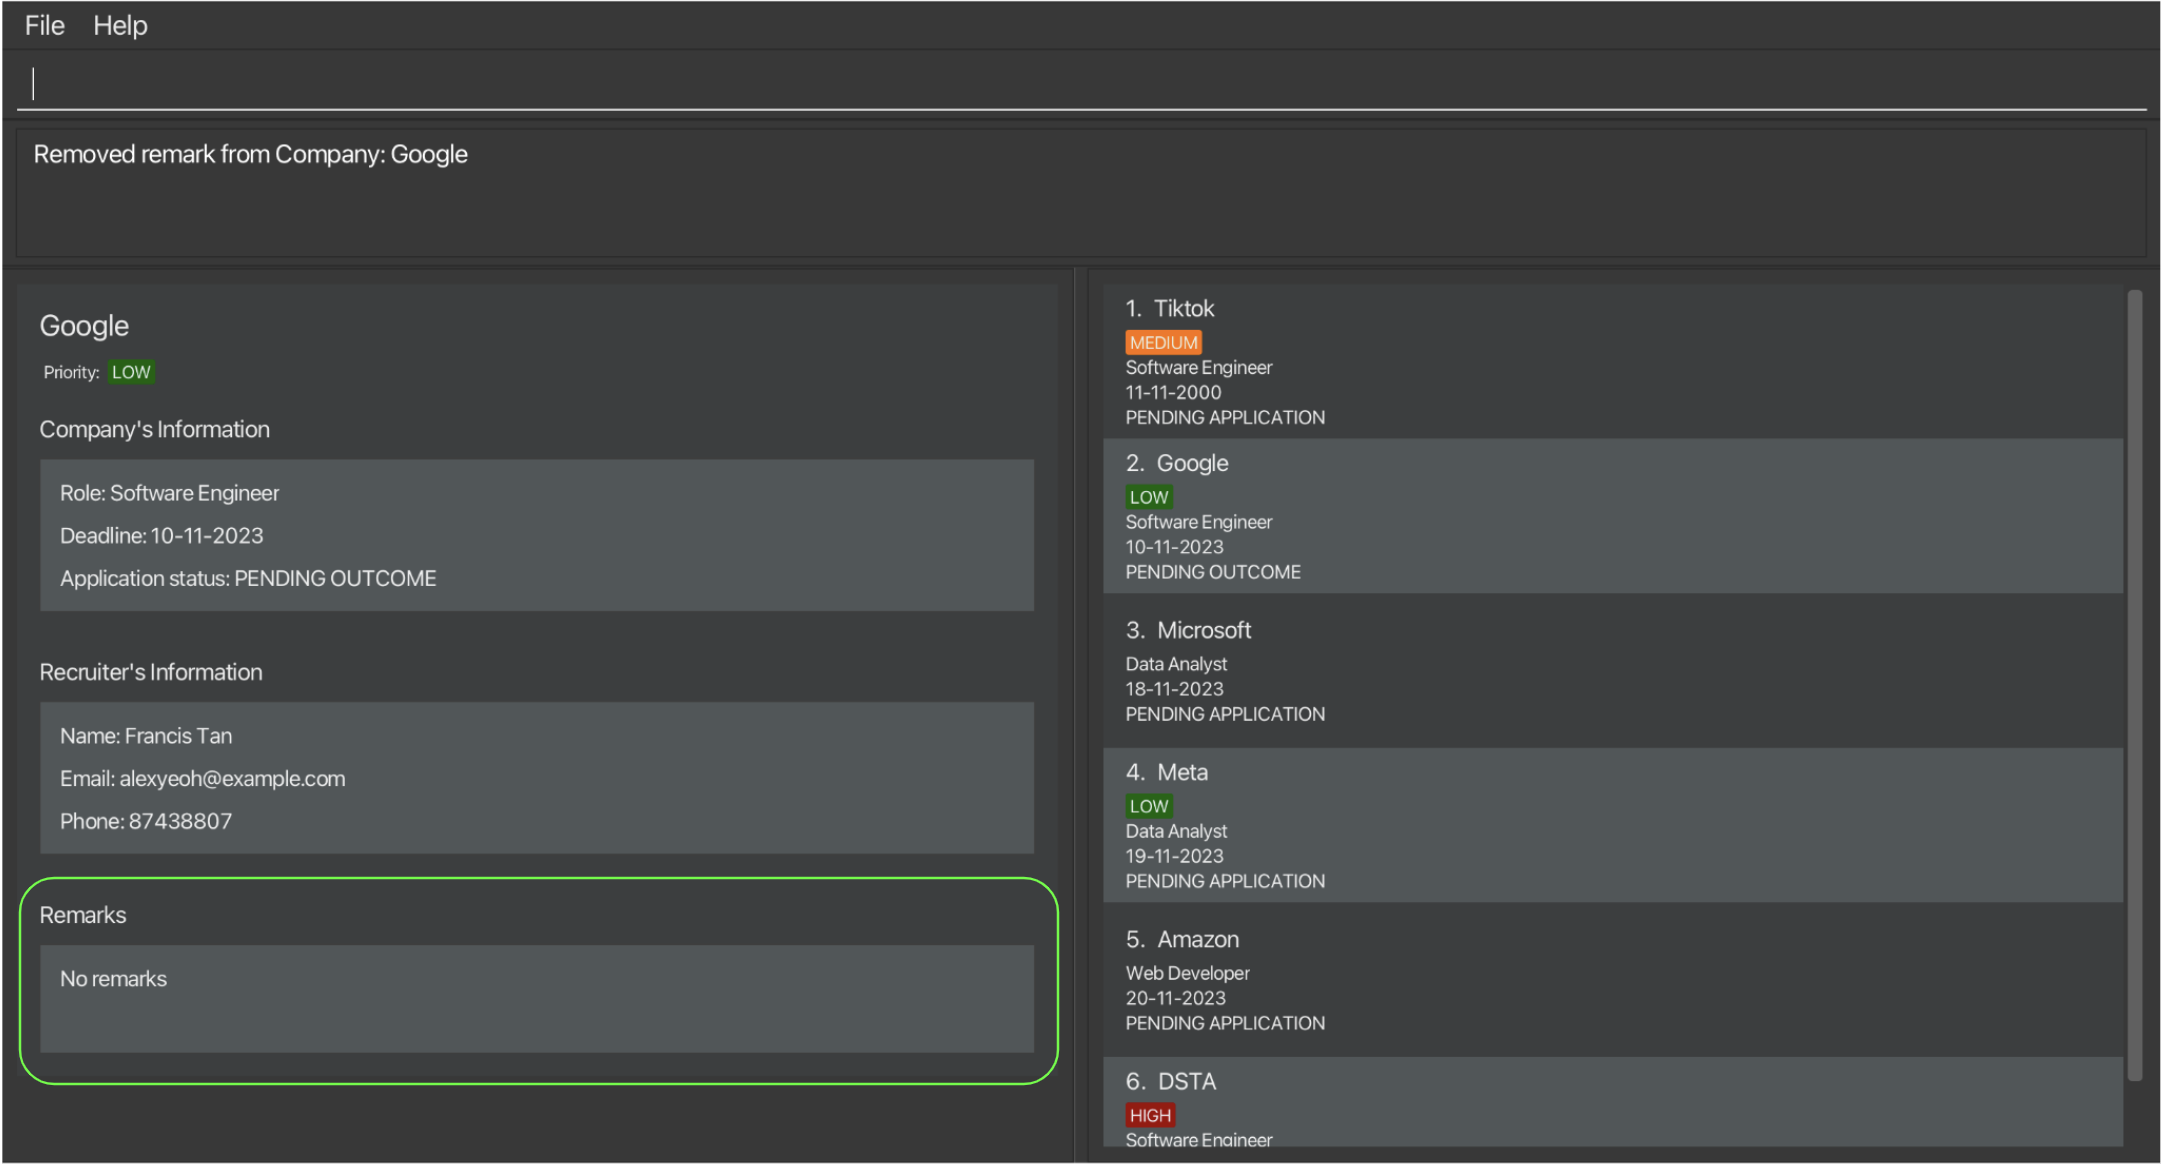 File Help
Removed remark from Company: Google
Google
Priority: LOW
Company's Information
Role: Software Engineer
Deadline: 10-11-2023
Application status: PENDING OUTCOME
Recruiter's Information
Name: Francis Tan
Email: alexyeoh@example.com
Phone: 87438807
Remarks
No remarks
1. Tiktok
MEDIUM
Software Engineer
11-11-2000
PENDING APPLICATION
2. Google
LOW
Software Engineer
10-11-2023
PENDING OUTCOME
3. Microsoft
Data Analyst
18-11-2023
PENDING APPLICATION
4. Meta
LOW
Data Analyst
19-11-2023
PENDING APPLICATION
5. Amazon
Web Developer
20-11-2023
PENDING APPLICATION
6. DSTA
HIGH
Software Engineer